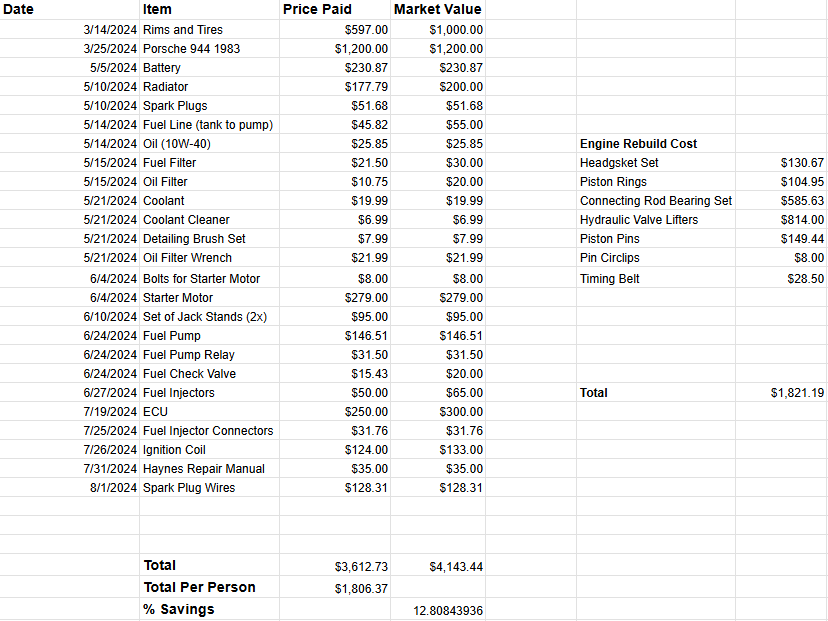 Date Item Price Paid Market Value
3/14/2024 Rims and Tires $597.00 $1,000.00
3/25/2024 Porsche 944 1983 $1,200.00 $1,200.00
5/5/2024 Battery $230.87 $230.87
5/10/2024 Radiator $177.79 $200.00
5/10/2024 Spark Plugs $51.68 $51.68
5/14/2024 Fuel Line (tank to pump) $45.82 $55.00
5/14/2024 Oil (10W-40) $25.85 $25.85 Engine Rebuild Cost
5/15/2024 Fuel Filter $21.50 $30.00 Headgsket Set $130.67
5/15/2024 Oil Filter $10.75 $20.00 Piston Rings $104.95
5/21/2024 Coolant $19.99 $19.99 Connecting Rod Bearing Set $585.63
5/21/2024 Coolant Cleaner $6.99 $6.99 Hydraulic Valve Lifters $814.00
5/21/2024 Detailing Brush Set $7.99 $7.99 Piston Pins $149.44
5/21/2024 Oil Filter Wrench $21.99 $21.99 Pin Circlips $8.00
6/4/2024 Bolts for Starter Motor $8.00 $8.00 Timing Belt $28.50
6/4/2024 Starter Motor $279.00 $279.00
6/10/2024 Set of Jack Stands (2x) $95.00 $95.00
6/24/2024 Fuel Pump $146.51 $146.51
6/24/2024 Fuel Pump Relay $31.50 $31.50
6/24/2024 Fuel Check Valve $15.43 $20.00
6/27/2024 Fuel Injectors $50.00 $65.00 Total $1,821.19
7/19/2024 ECU $250.00 $300.00
7/25/2024 Fuel Injector Connectors $31.76 $31.76
7/26/2024 Ignition Coil $124.00 $133.00
7/31/2024 Haynes Repair Manual $35.00 $35.00
8/1/2024 Spark Plug Wires $128.31 $128.31
Total $3,612.73 $4,143.44
Total Per Person $1,806.37
% Savings 12.80843936